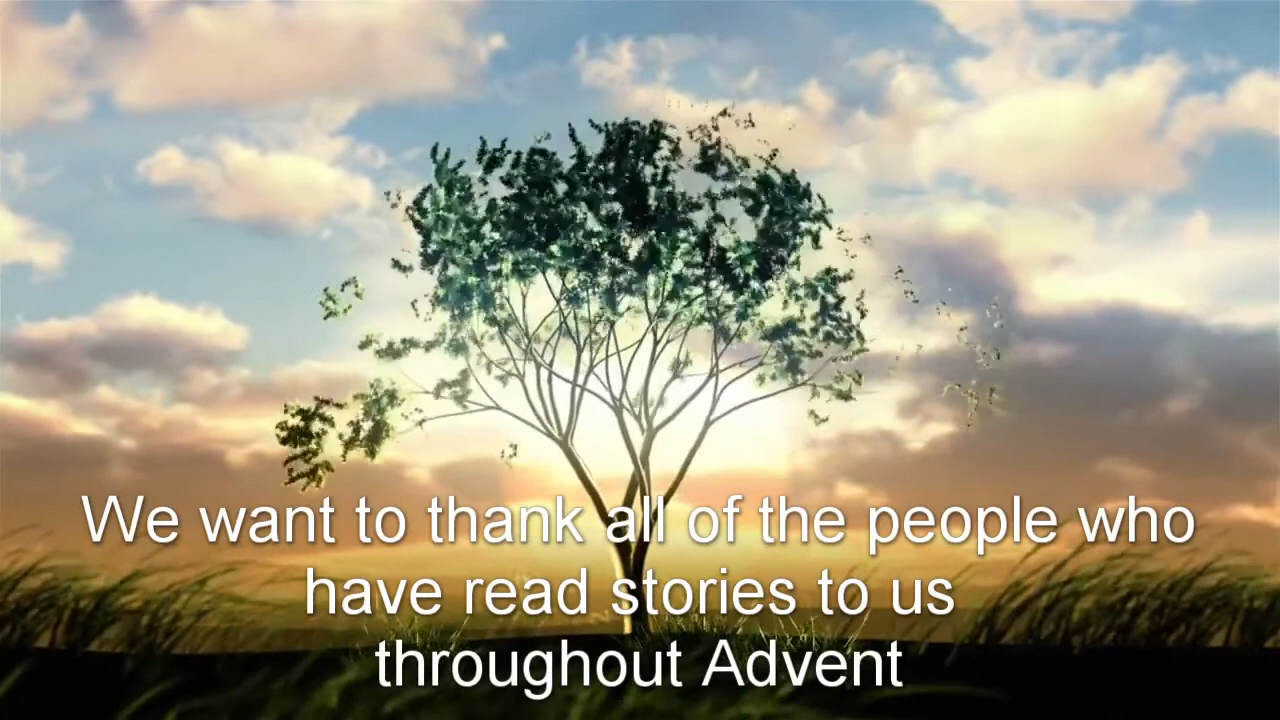 We want to thank all of the people who
have read stories to us
throughout Advent